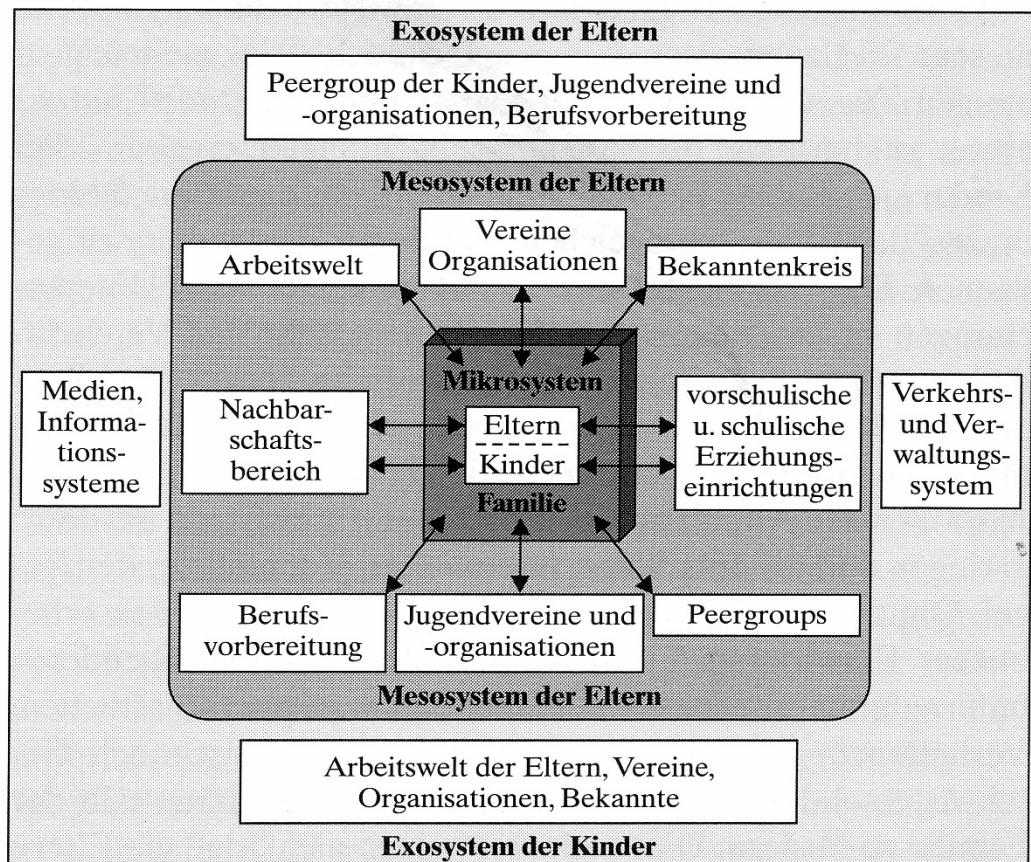 Exosystem der Eltern
Peergroup der Kinder, Jugendvereine und
-organisationen, Berufsvorbereitung
Mesosystem der Eltern
Vereine
Organisationen
Arbeitswelt
Bekanntenkreis
Mikrosystem
Medien,
Informa-
tions-
systeme
Nachbar-
schafts-
bereich
Eltern
Kinder
vorschulische
u. schulische
Erziehungs-
einrichtungen
Verkehrs-
und Ver-
waltungs-
system
Familie
Berufs-
vorbereitung
Jugendvereine und
-organisationen
Peergroups
Mesosystem der Eltern
Arbeitswelt der Eltern, Vereine,
Organisationen, Bekannte
Exosystem der Kinder